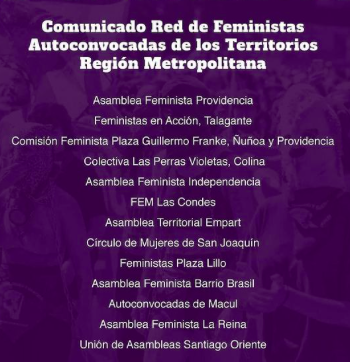 Comunicado Red de Feministas
Autoconvocadas de los Territorios
Región Metropolitana
Asamblea Feminista Providencia
Feministas en Acción, Talagante
Comisión Feminista Plaza Guillermo Franke, Ñuñoa y Providencia
Colectiva Las Perras Violetas, Colina
Asamblea Feminista Independencia
FEM Las Condes
Asamblea Territorial Empart
Círculo de Mujeres de San Joaquín
Feministas Plaza Lillo
Asamblea Feminista Barrio Brasil
Autoconvocadas de Macul
Asamblea Feminista La Reina
Unión de Asambleas Santiago Oriente